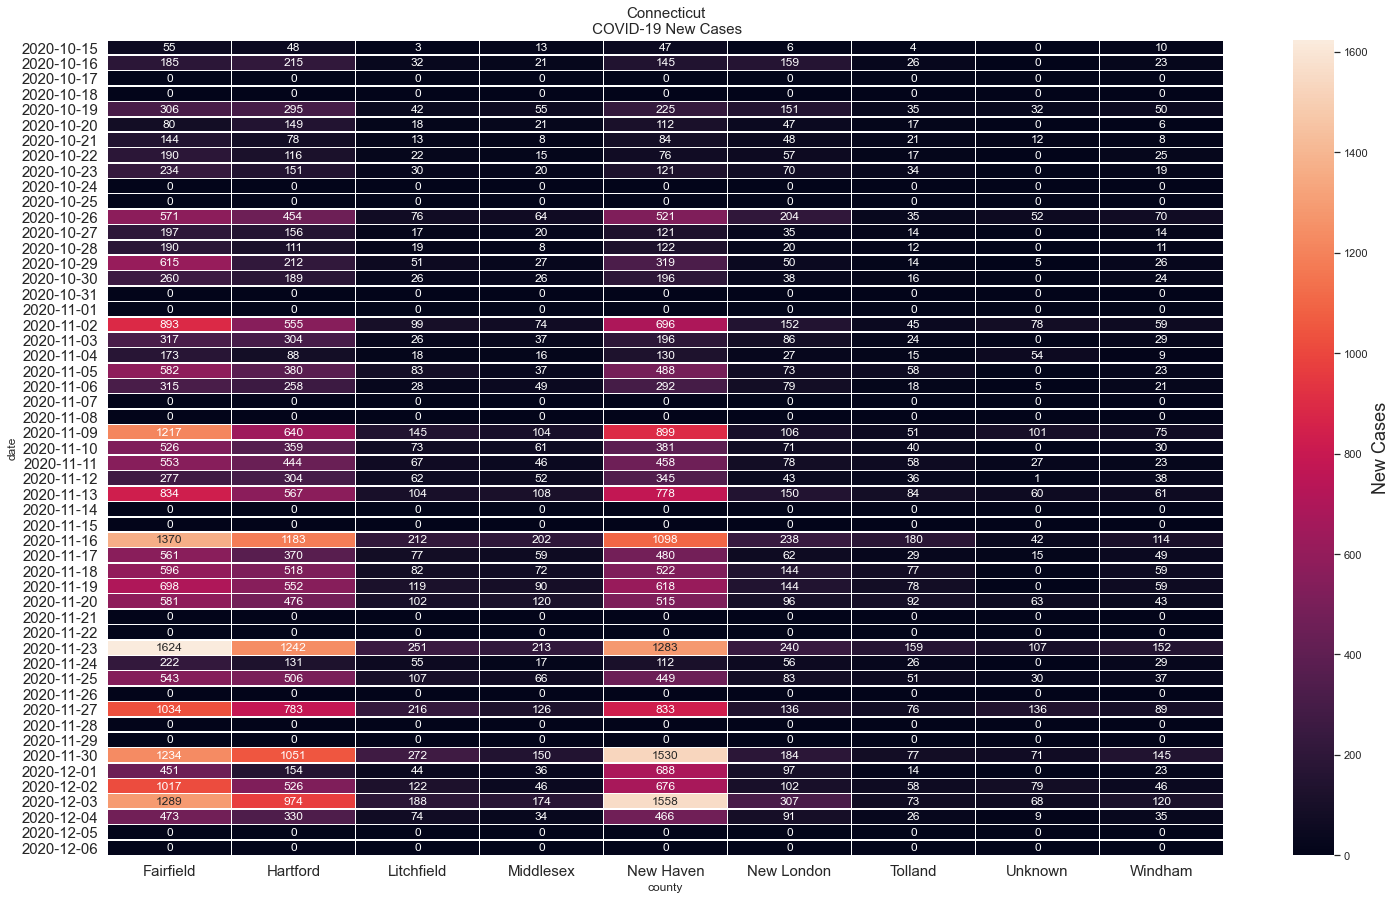 Connecticut
COVID-19 New Cases
2020-10-15 55 48 3 13 47 6 4 0 10
2020-10-16 185 215 32 21 145 159 26 0 23
2020-10-17 0 0 0 0 0 0 0 0 0
2020-10-18 0 0 0 0 0 0 0 0 0
2020-10-19 306 295 42 55 225 151 35 32 50
2020-10-20 80 149 18 21 112 47 17 0 6
2020-10-21 144 78 13 8 84 48 21 12 8
2020-10-22 190 116 22 15 76 57 17 0 25
2020-10-23 234 151 30 20 121 70 34 0 19
2020-10-24 0 0 0 0 0 0 0 0 0
2020-10-25 0 0 0 0 0 0 0 0 0
2020-10-26 571 454 76 64 521 204 35 52 70
2020-10-27 197 156 17 20 121 35 14 0 14
2020-10-28 190 111 19 8 122 20 12 0 11
2020-10-29 615 212 51 27 319 50 14 5 26
2020-10-30 260 189 26 26 196 38 16 0 24
2020-10-31 0 0 0 0 0 0 0 0 0
2020-11-01 0 0 0 0 0 0 0 0 0
2020-11-02 893 555 99 74 696 152 45 78 59
2020-11-03 317 304 26 37 196 86 24 0 29
2020-11-04 173 88 18 16 130 27 15 54 9
2020-11-05 582 380 83 37 488 73 58 0 23
2020-11-06 315 258 28 49 292 79 18 5 21
2020-11-07 0 0 0 0 0 0 0 0 0
2020-11-08 0 0 0 0 0 0 0 0 0
2020-11-09 1217 640 145 104 899 106 51 101 75
2020-11-10 526 359 73 61 381 71 40 0 30
2020-11-11 553 444 67 46 458 78 58 27 23
2020-11-12 277 304 62 52 345 43 36 1 38
2020-11-13 834 567 104 108 778 150 84 60 61
2020-11-14 0 0 0 0 0 0 0 0 0
2020-11-15 0 0 0 0 0 0 0 0 0
2020-11-16 1370 1183 212 202 1098 238 180 42 114
2020-11-17 561 370 77 59 480 62 29 15 49
2020-11-18 596 518 82 72 522 144 77 0 59
2020-11-19 698 552 119 90 618 144 78 0 59
2020-11-20 581 476 102 120 515 96 92 63 43
2020-11-21 0 0 0 0 0 0 0 0 0
2020-11-22 0 0 0 0 0 0 0 0 0
2020-11-23 1624 1242 251 213 1283 240 159 107 152
2020-11-24 222 131 55 17 112 56 26 0 29
2020-11-25 543 506 107 66 449 83 51 30 37
2020-11-26 0 0 0 0 0 0 0 0 0
2020-11-27 1034 783 216 126 833 136 76 136 89
2020-11-28 0 0 0 0 0 0 0 0 0
2020-11-29 0 0 0 0 0 0 0 0 0
2020-11-30 1234 1051 272 150 1530 184 77 71 145
2020-12-01 451 154 44 36 688 97 14 0 23
2020-12-02 1017 526 122 46 676 102 58 79 46
2020-12-03 1289 974 188 174 1558 307 73 68 120
2020-12-04 473 330 74 34 466 91 26 9 35
2020-12-05 0 0 0 0 0 0 0 0 0
2020-12-06 0 0 0 0 0 0 0 0 0
Fairfield Hartford Litchfield Middlesex New Haven New London Tolland Unknown Windham
county
date
1600
1400
1200
1000
800
600
400
200
0
New Cases